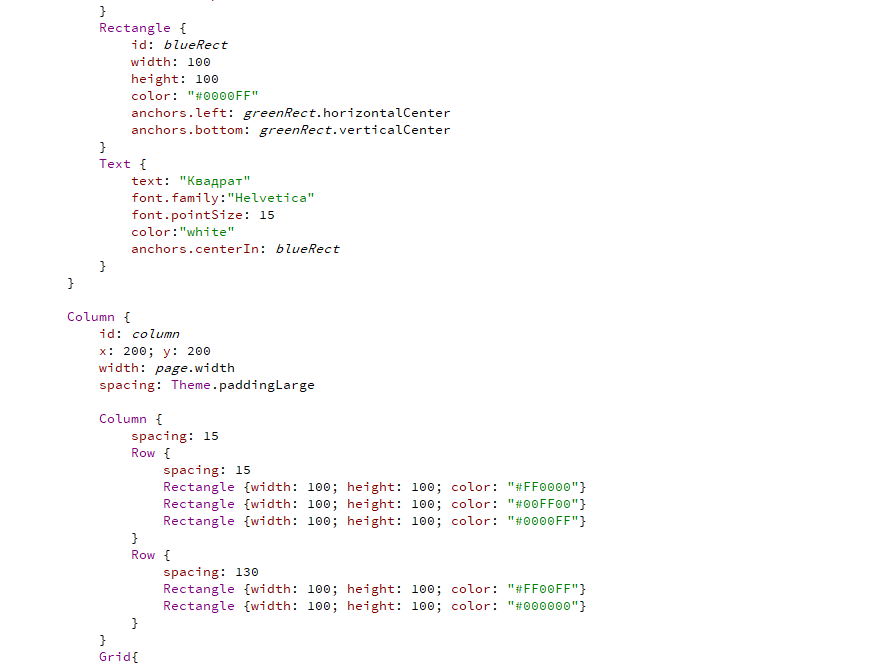 }
Rectangle {
id: blueRect
width: 100
height: 100
color: "#0000FF"
anchors.left: greenRect.horizontalCenter
anchors.bottom: greenRect.verticalCenter
}
Text {
text: "Квадрат"
font.family:"Helvetica"
font.pointSize: 15
color:"white"
anchors.centerIn: blueRect
}
}
Column {
id: column
x: 200; y: 200
width: page.width
spacing: Theme.paddingLarge
Column {
spacing: 15
Row {
spacing: 15
Rectangle {width: 100; height: 100; color: "#FF0000"}
Rectangle {width: 100; height: 100; color: "#00FF00"}
Rectangle {width: 100; height: 100; color: "#0000FF"}
}
Row {
spacing: 130
Rectangle {width: 100; height: 100; color: "#FF00FF"}
Rectangle {width: 100; height: 100; color: "#000000"}
}
}
Grid{